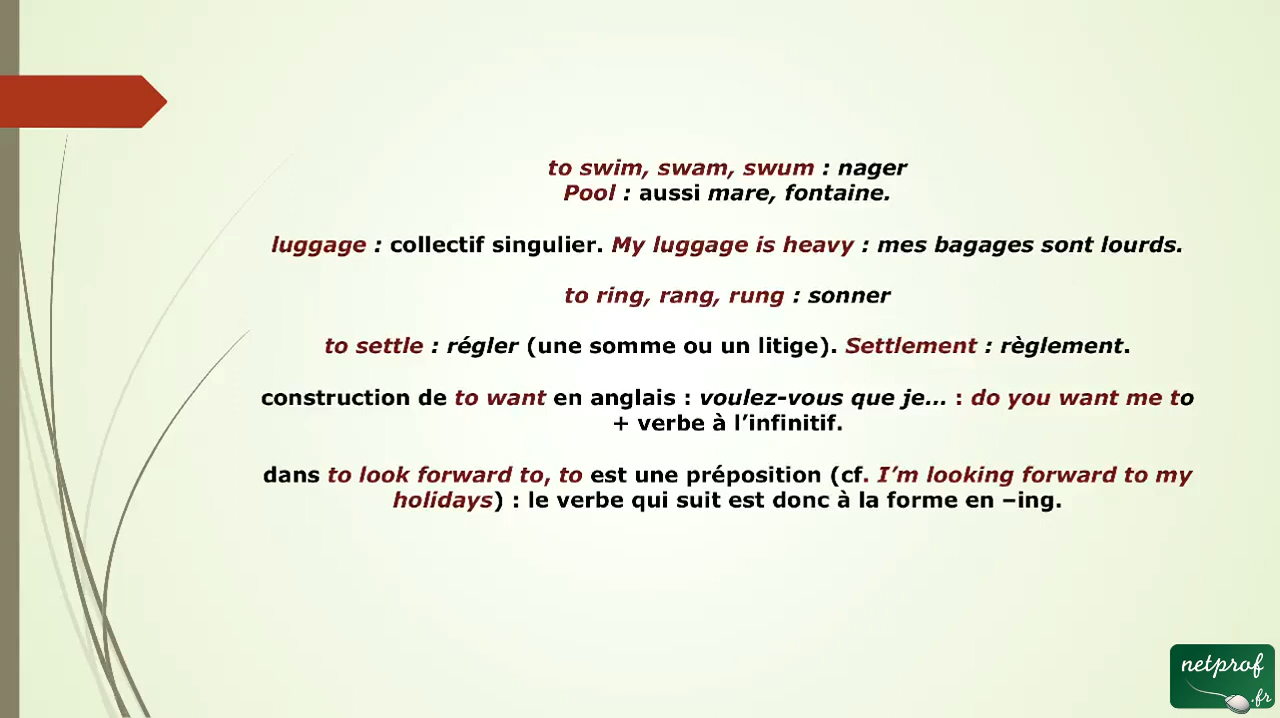 to swim, swam, swum : nager
Pool : aussi mare, fontaine.
luggage : collectif singulier. My luggage is heavy : mes bagages sont lourds.
to ring, rang, rung : sonner
to settle : régler (une somme ou un litige). Settlement : règlement.
construction de to want en anglais : voulez-vous que je... : do you want me to
+ verbe à l’infinitif.
dans to look forward to, to est une préposition (cf. I’m looking forward to my
holidays) : le verbe qui suit est donc à la forme en –ing.
netprof
.fr